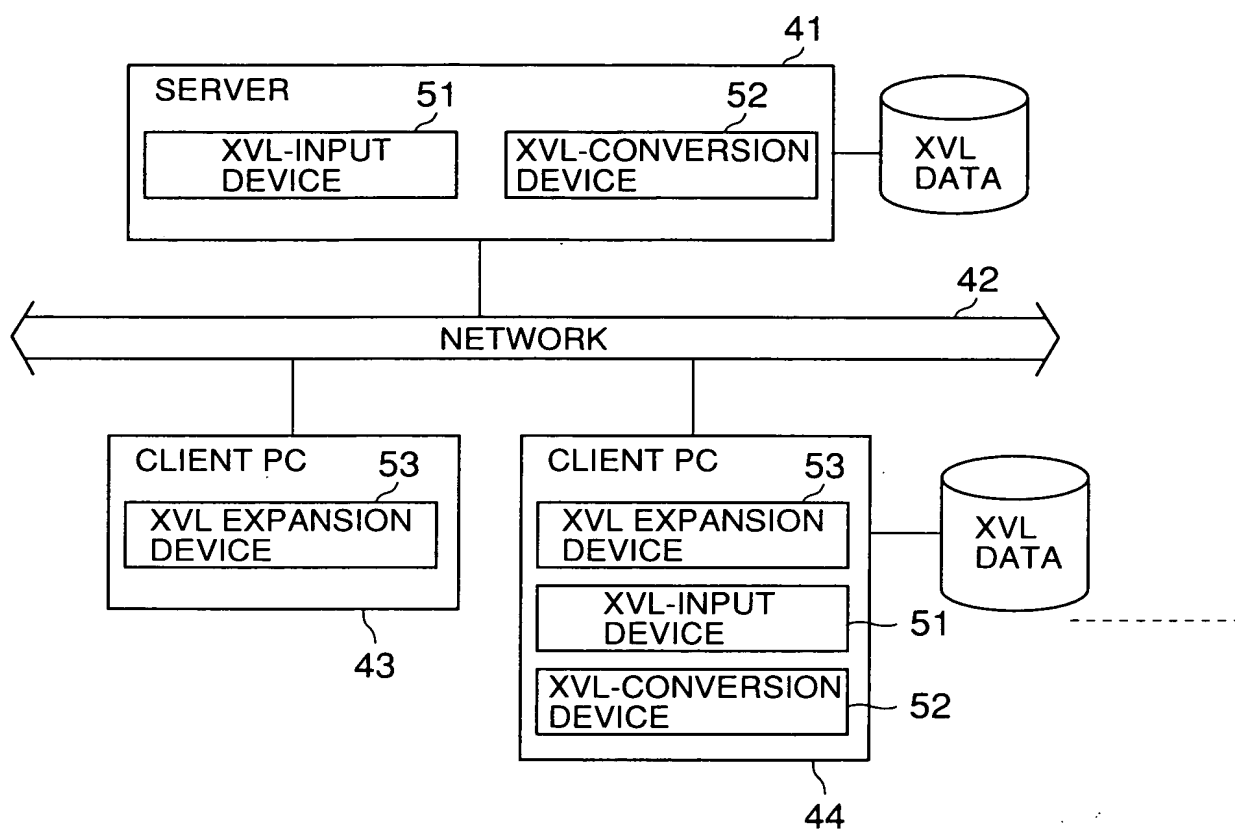 41
SERVER
51
52
XVL-INPUT
DEVICE
XVL-CONVERSION
DEVICE
XVL
DATA
42
NETWORK
CLIENT PC
53
XVL EXPANSION
DEVICE
43
CLIENT PC
53
XVL EXPANSION
DEVICE
XVL-INPUT
DEVICE
51
XVL-CONVERSION
DEVICE
52
44
XVL
DATA